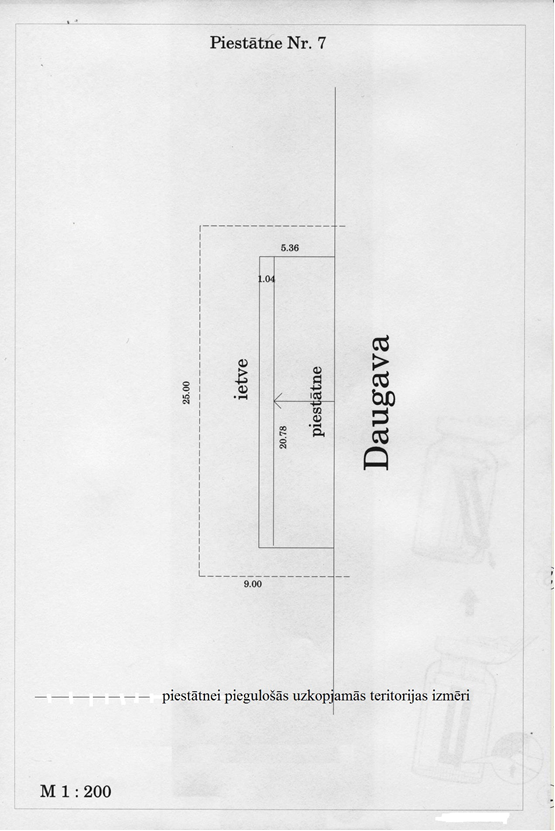 Piestātne Nr. 7
5.36
1.04
25.00
ietve
piestātne
20.78
Daugava
9.00
piestātnei piegulošās uzkopjamās teritorijas izmēri
M 1 : 200